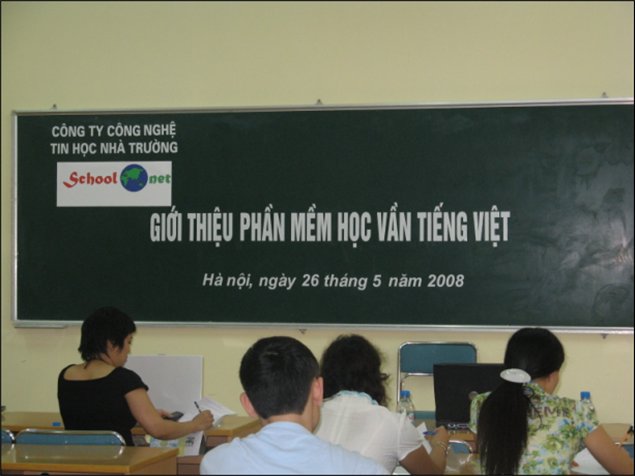 CÔNG TY CÔNG NGHỆ
TIN HỌC NHÀ TRƯỜNG
School net
GIỚI THIỆU PHẦN MỀM HỌC VẦN TIẾNG VIỆT
Hà nội, ngày 26 tháng 5 năm 2008